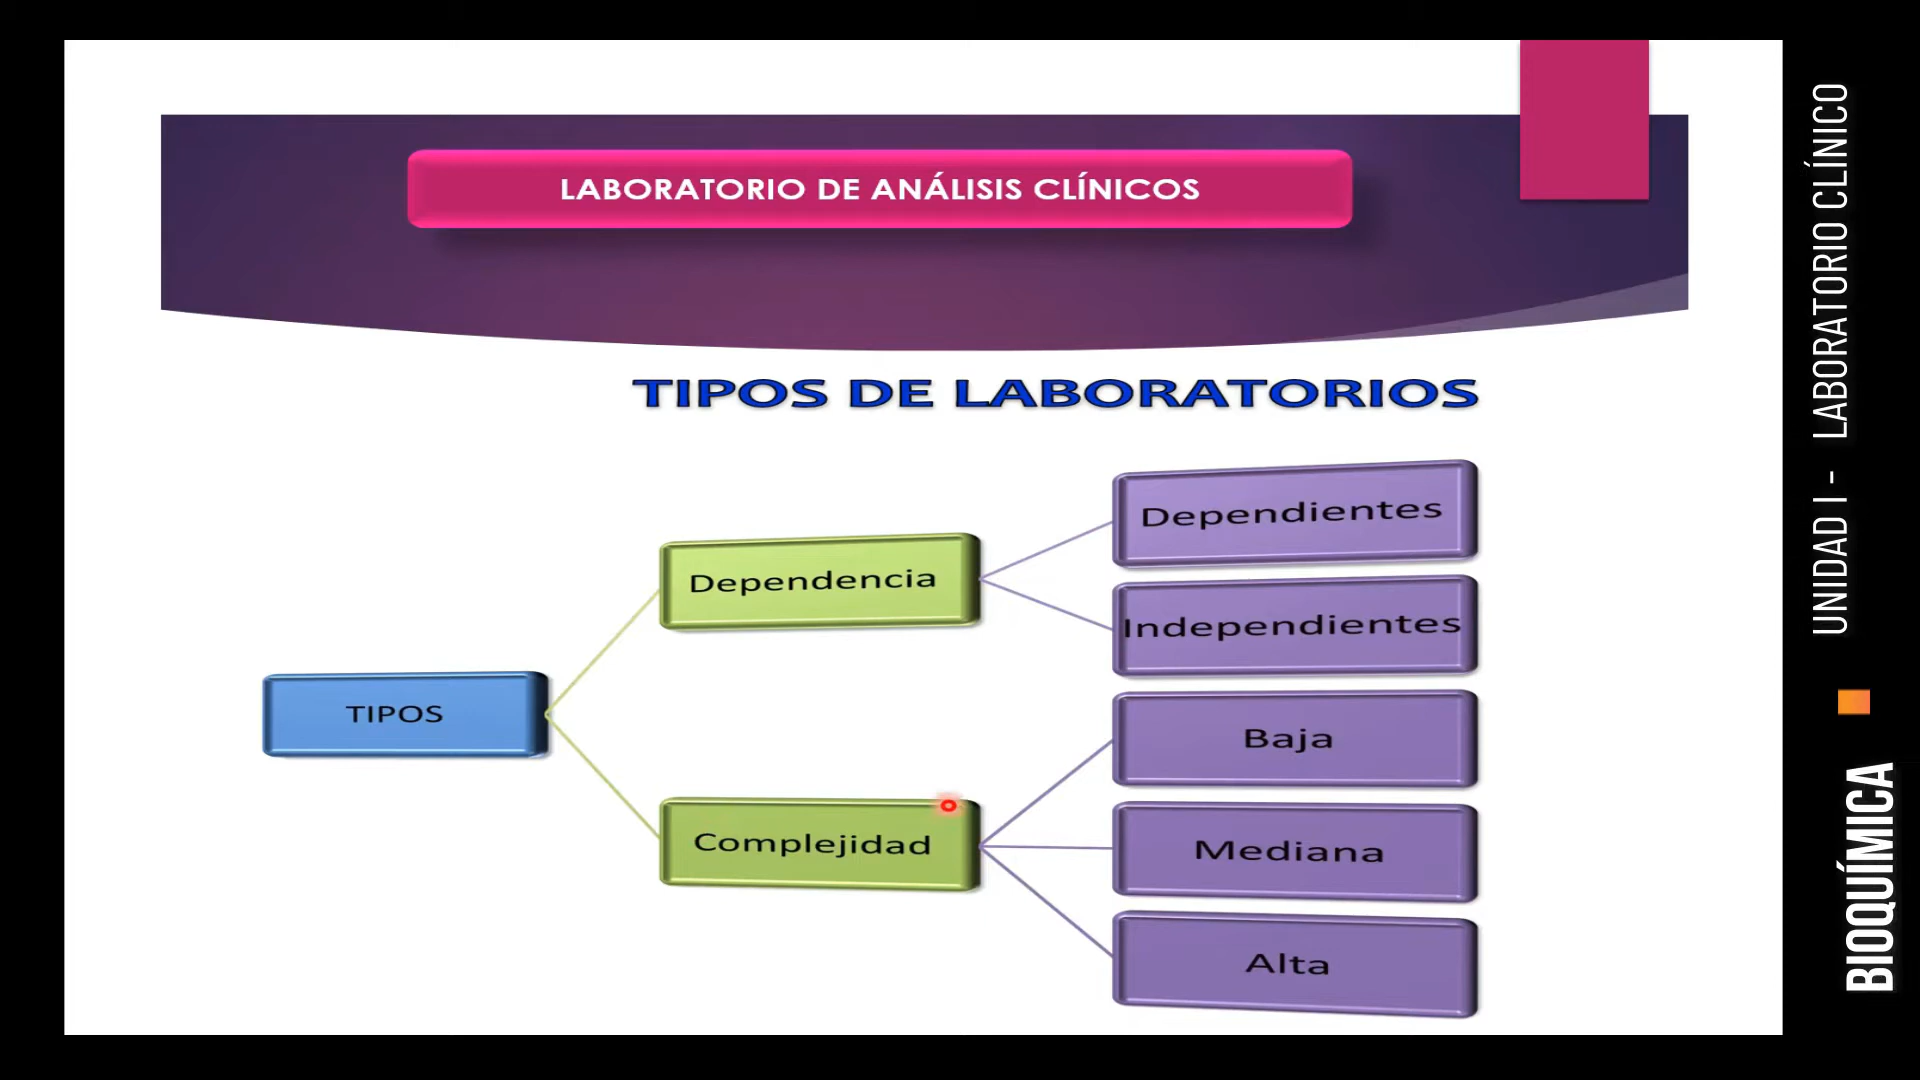 LABORATORIO DE ANÁLISIS CLÍNICOS
TIPOS DE LABORATORIOS
TIPOS
Dependencia
Dependientes
Independientes
Complejidad
Baja
Mediana
Alta
UNIDAD I - LABORATORIO CLÍNICO
BIOQUÍMICA